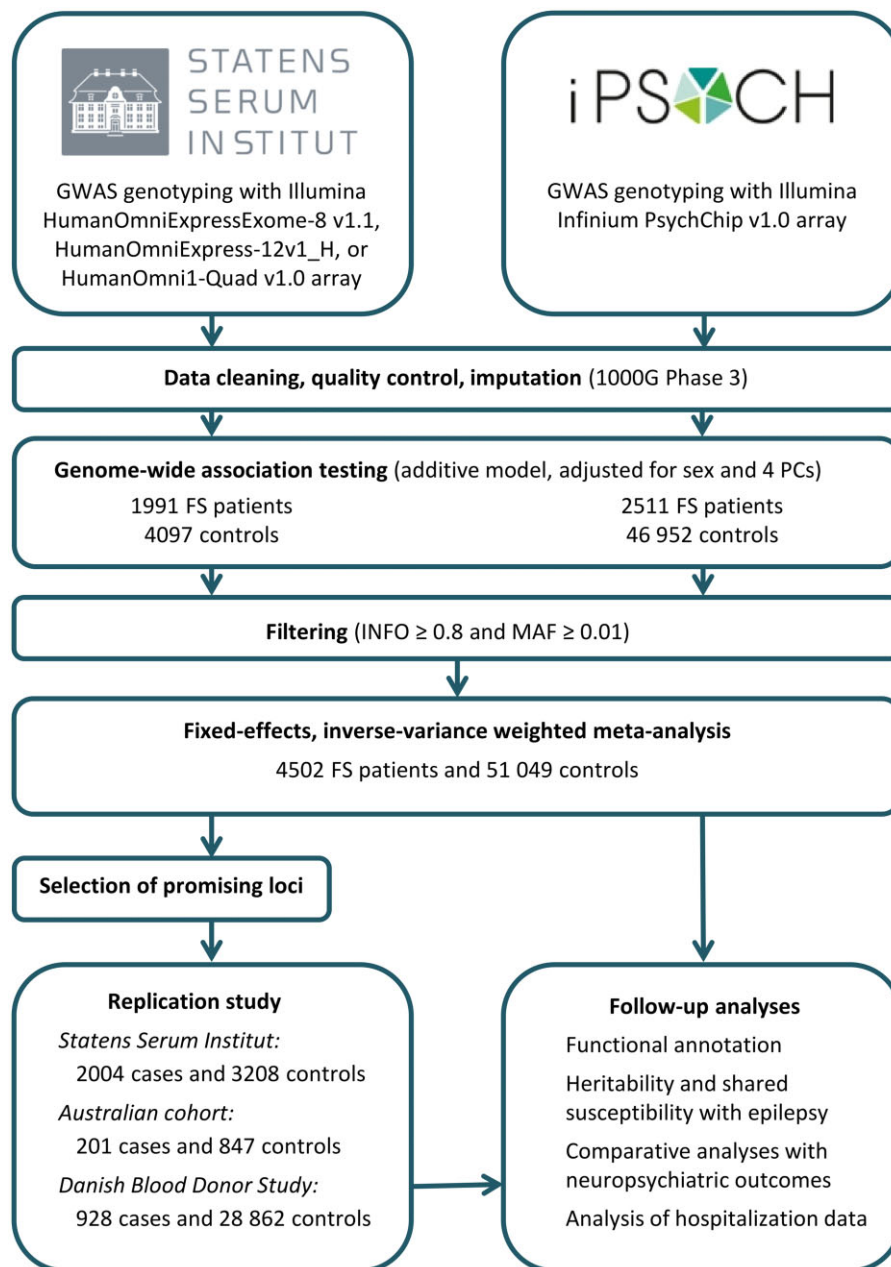 STATENS
SERUM
INSTITUT
GWAS genotyping with Illumina
HumanOmniExpressExome-8 v1.1,
HumanOmniExpress-12v1_H, or
HumanOmni1-Quad v1.0 array
iPSYCH
GWAS genotyping with Illumina
Infinium PsychChip v1.0 array
Data cleaning, quality control, imputation (1000G Phase 3)
Genome-wide association testing (additive model, adjusted for sex and 4 PCs)
1991 FS patients
4097 controls
2511 FS patients
46 952 controls
Filtering (INFO ≥ 0.8 and MAF ≥ 0.01)
Fixed-effects, inverse-variance weighted meta-analysis
4502 FS patients and 51 049 controls
Selection of promising loci
Replication study
Statens Serum Institut:
2004 cases and 3208 controls
Australian cohort:
201 cases and 847 controls
Danish Blood Donor Study:
928 cases and 28 862 controls
Follow-up analyses
Functional annotation
Heritability and shared
susceptibility with epilepsy
Comparative analyses with
neuropsychiatric outcomes
Analysis of hospitalization data